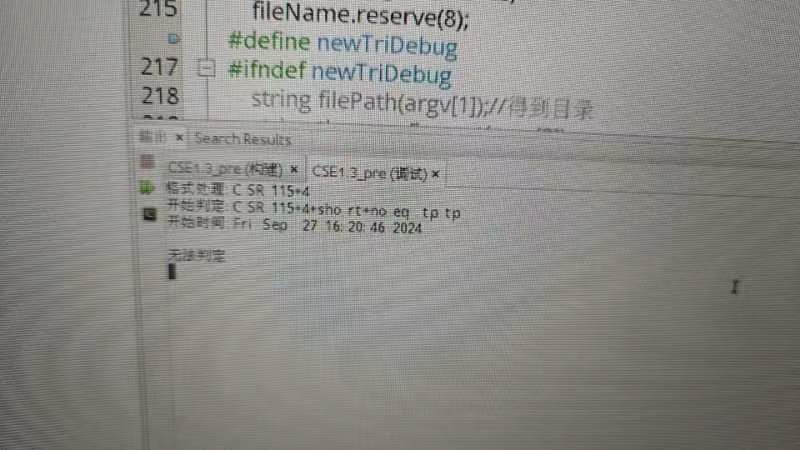 215 fileName.reserve(8);
#define newTriDebug
217 #ifndef newTriDebug
218 string filePath(argv[1]);//得到目录
输出 × Search Results
CSE1 3_pre (构建) × CSE1 3_pre (调试) ×
格式处理: C SR 115+4
开始判定: C SR 115+4+sho rt+no eq tp tp
开始时间: Fri Sep 27 16: 20: 46 2024
无法判定